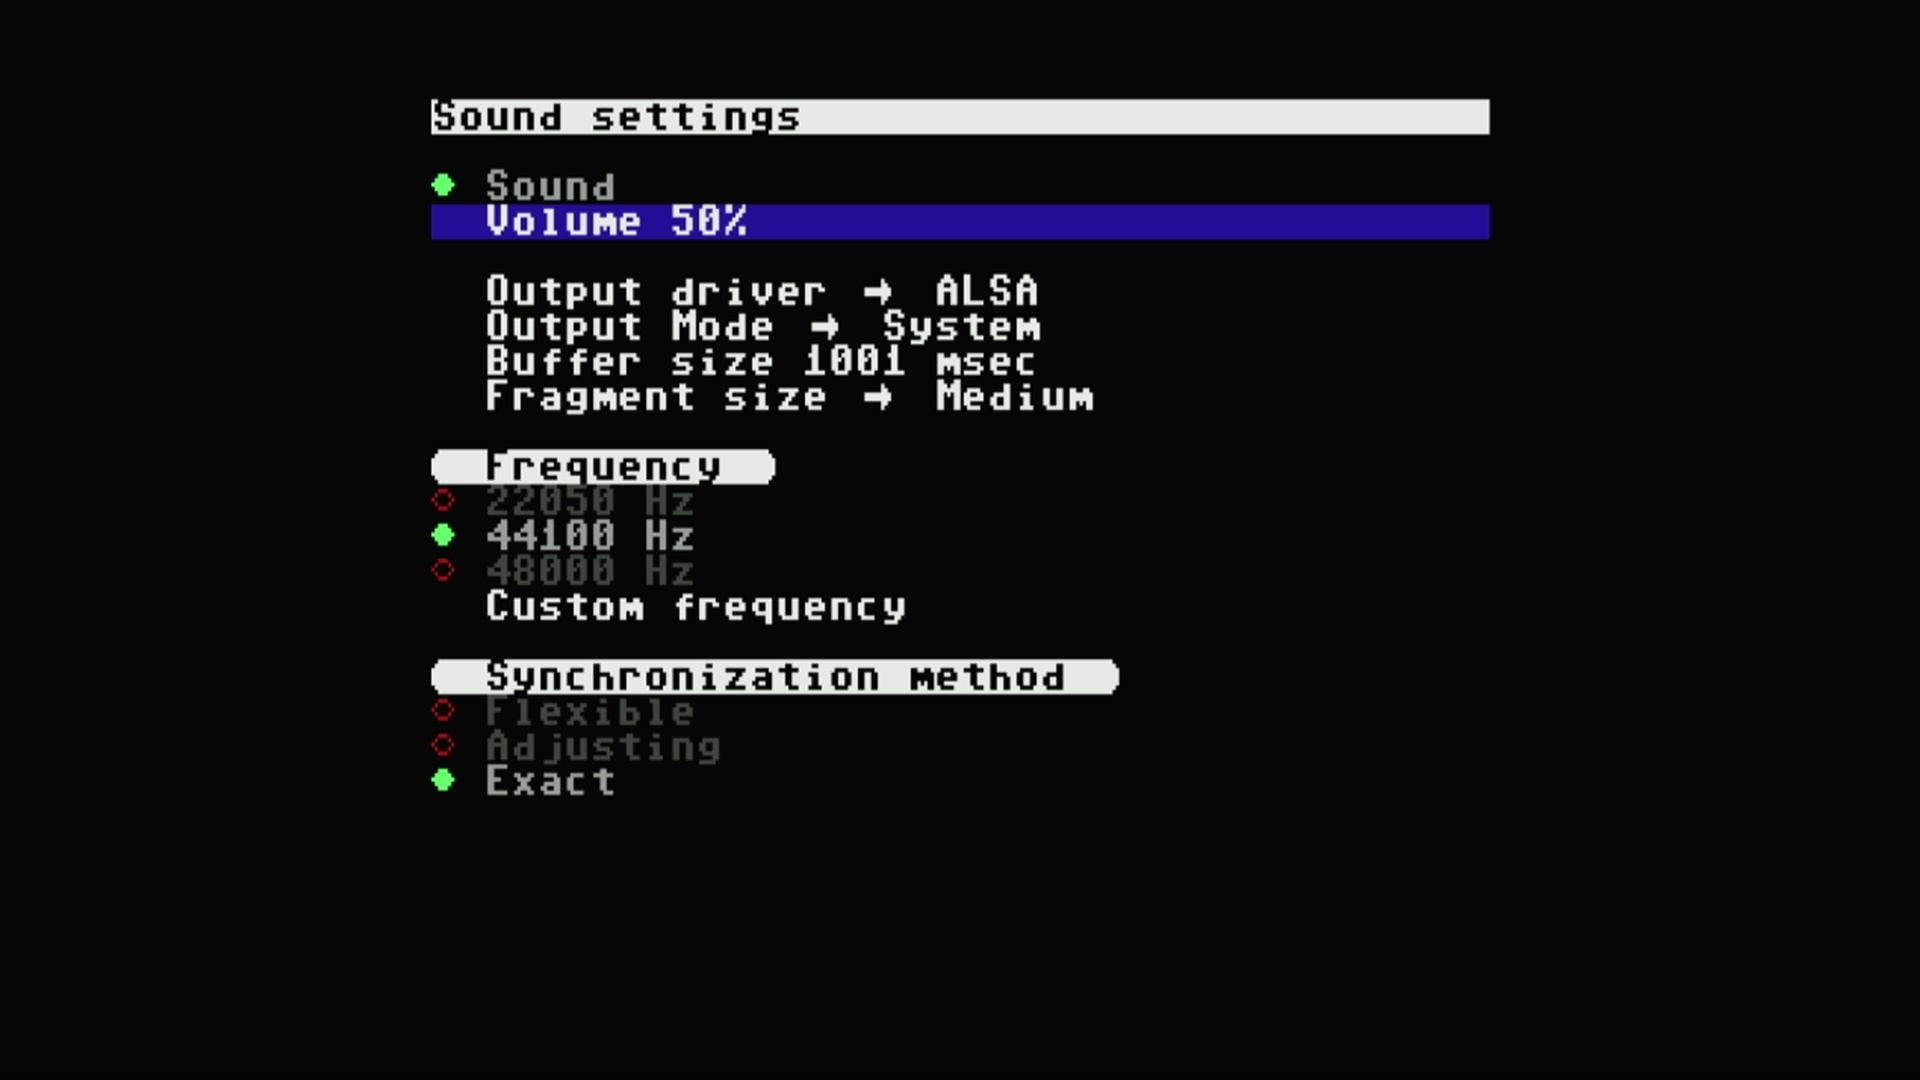 Sound settings
Sound
Volume 50%
Output driver → ALSA
Output Mode → System
Buffer size 1001 msec
Fragment size → Medium
Frequency
22050 Hz
44100 Hz
48000 Hz
Custom frequency
Synchronization method
Flexible
Adjusting
Exact